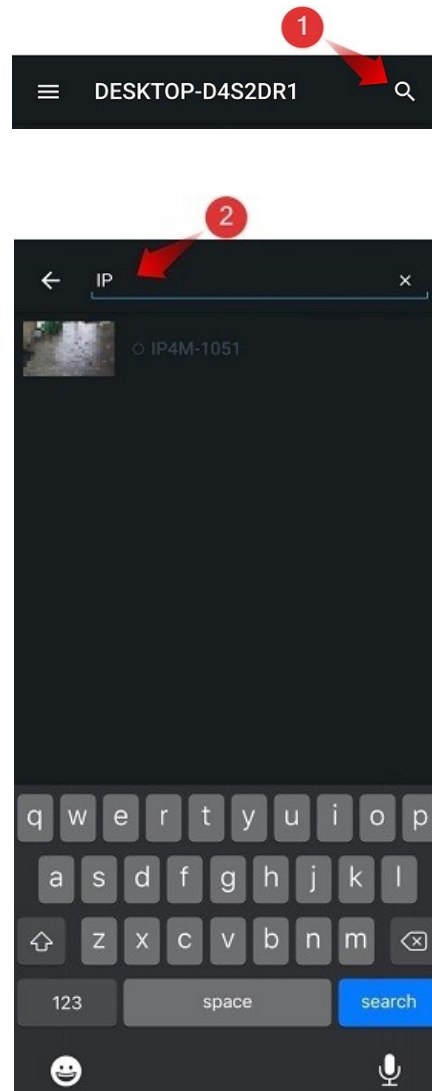 1
DESKTOP-D4S2DR1
2
IP
IP4M-1051
q w e r t y u i o p
a s d f g h j k l
z x c v b n m
123 space search